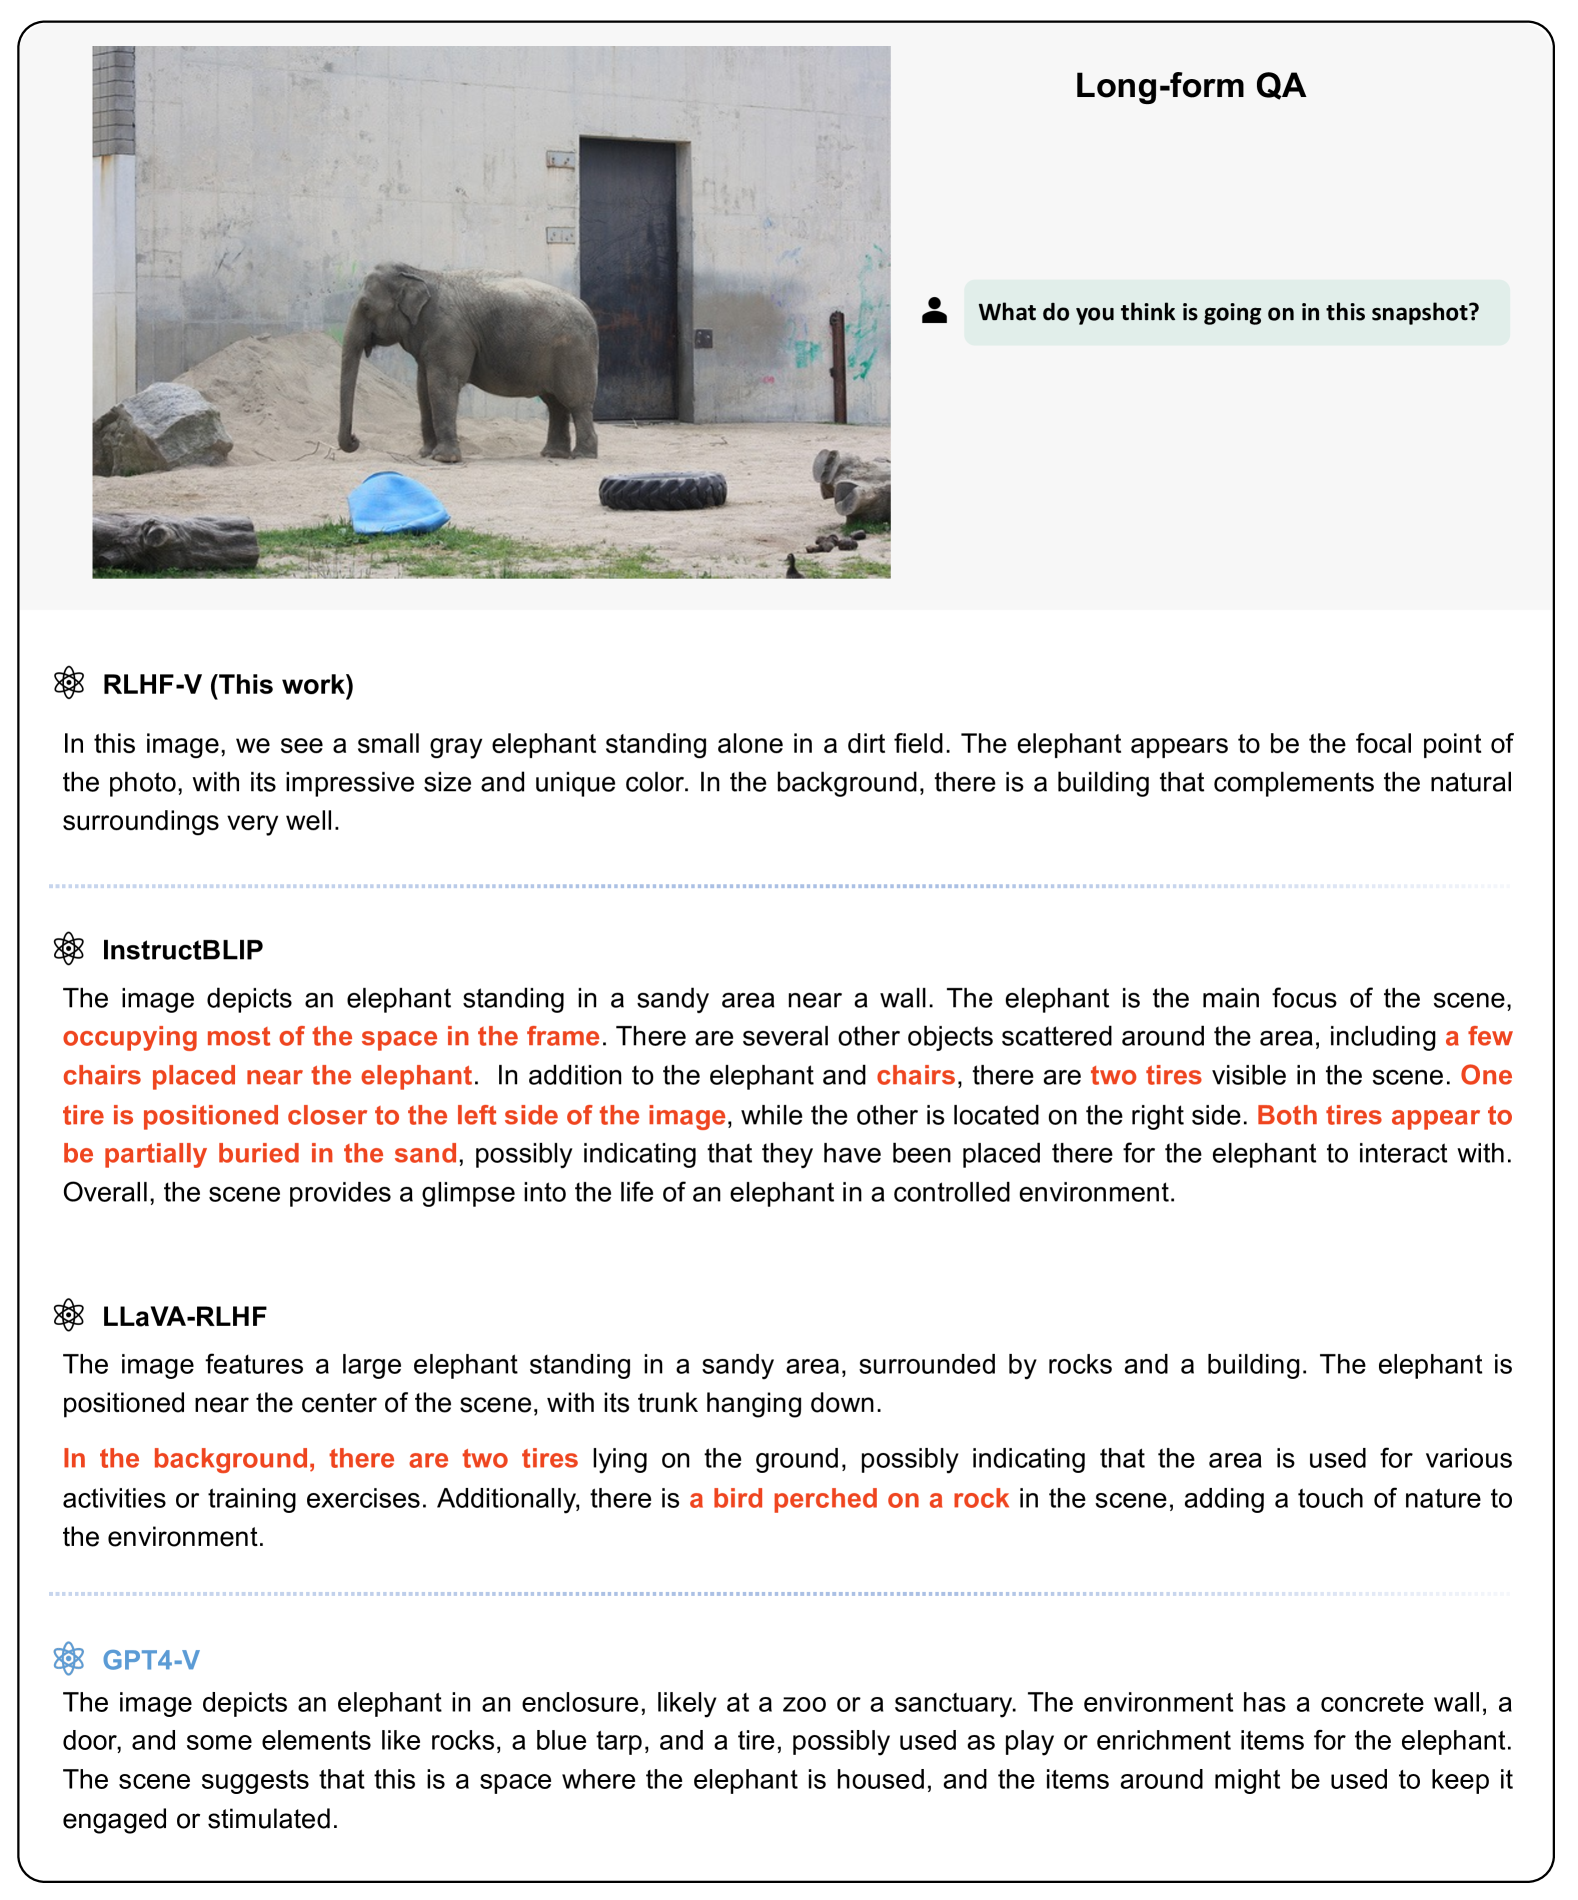 Long-form QA
What do you think is going on in this snapshot?
RLHF-V (This work)
In this image, we see a small gray elephant standing alone in a dirt field. The elephant appears to be the focal point of
the photo, with its impressive size and unique color. In the background, there is a building that complements the natural
surroundings very well.
InstructBLIP
The image depicts an elephant standing in a sandy area near a wall. The elephant is the main focus of the scene,
occupying most of the space in the frame. There are several other objects scattered around the area, including a few
chairs placed near the elephant. In addition to the elephant and chairs, there are two tires visible in the scene. One
tire is positioned closer to the left side of the image, while the other is located on the right side. Both tires appear to
be partially buried in the sand, possibly indicating that they have been placed there for the elephant to interact with.
Overall, the scene provides a glimpse into the life of an elephant in a controlled environment.
LLaVA-RLHF
The image features a large elephant standing in a sandy area, surrounded by rocks and a building. The elephant is
positioned near the center of the scene, with its trunk hanging down.
In the background, there are two tires lying on the ground, possibly indicating that the area is used for various
activities or training exercises. Additionally, there is a bird perched on a rock in the scene, adding a touch of nature to
the environment.
GPT4-V
The image depicts an elephant in an enclosure, likely at a zoo or a sanctuary. The environment has a concrete wall, a
door, and some elements like rocks, a blue tarp, and a tire, possibly used as play or enrichment items for the elephant.
The scene suggests that this is a space where the elephant is housed, and the items around might be used to keep it
engaged or stimulated.